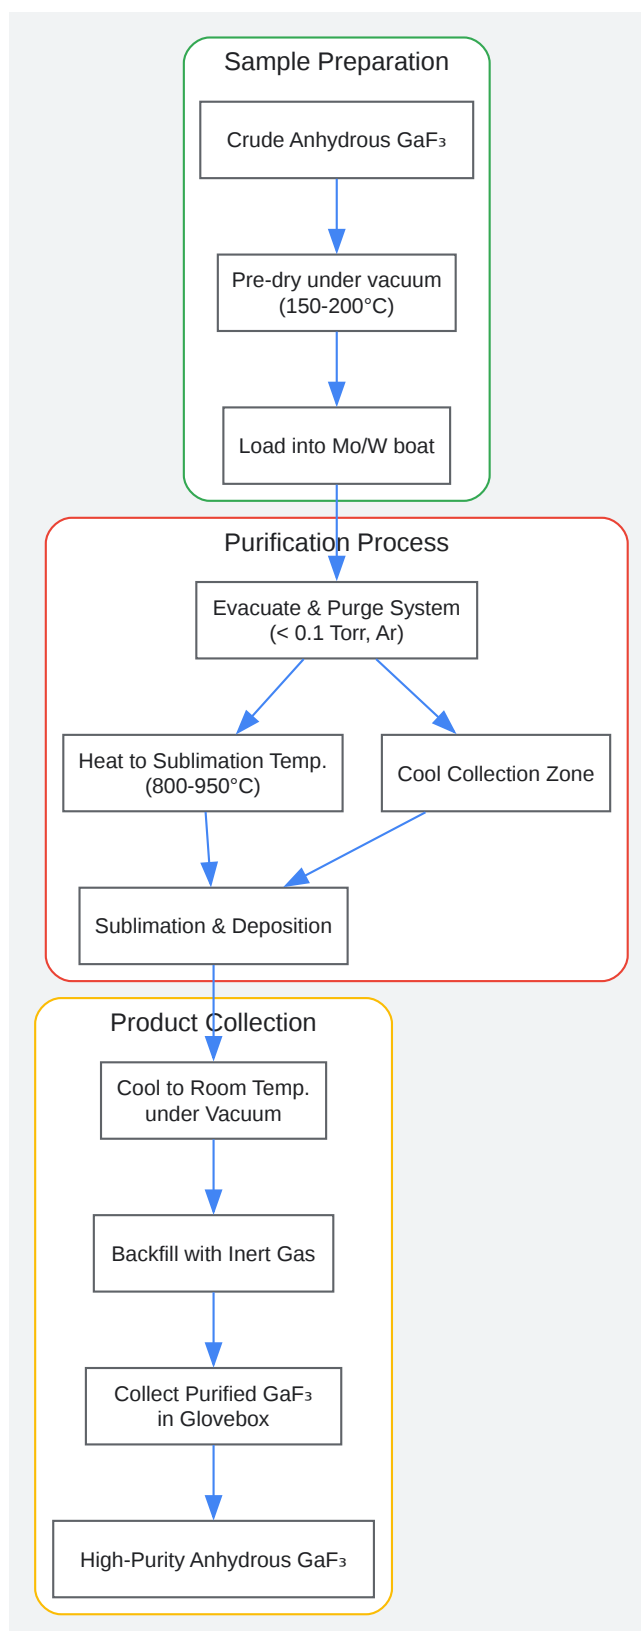 Sample Preparation
Crude Anhydrous GaF₃
Pre-dry under vacuum
(150-200°C)
Load into Mo/W boat
Purification Process
Evacuate & Purge System
(< 0.1 Torr, Ar)
Heat to Sublimation Temp.
(800-950°C)
Cool Collection Zone
Sublimation & Deposition
Product Collection
Cool to Room Temp.
under Vacuum
Backfill with Inert Gas
Collect Purified GaF₃
in Glovebox
High-Purity Anhydrous GaF₃